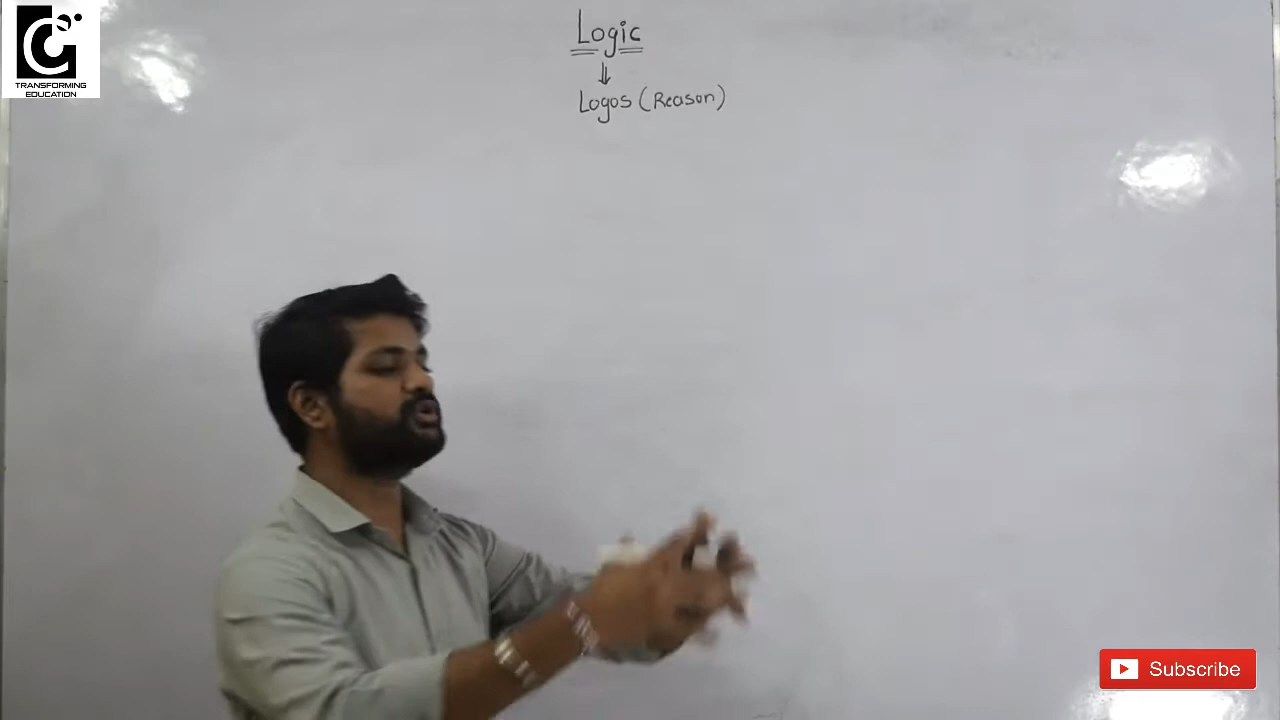 TRANSFORMING
EDUCATION
Logic
Logos (Reason)
Subscribe